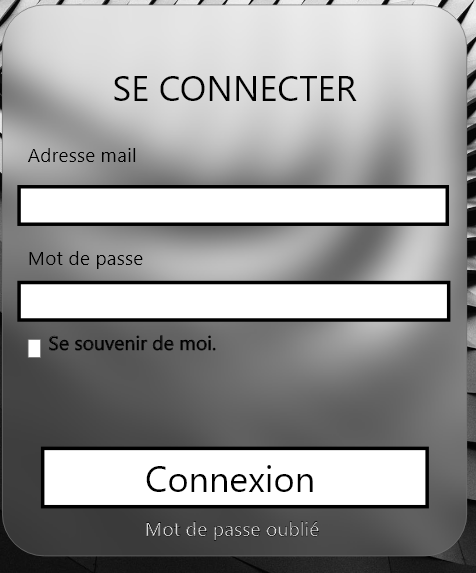 SE CONNECTER
Adresse mail
Mot de passe
Se souvenir de moi.
Connexion
Mot de passe oublié